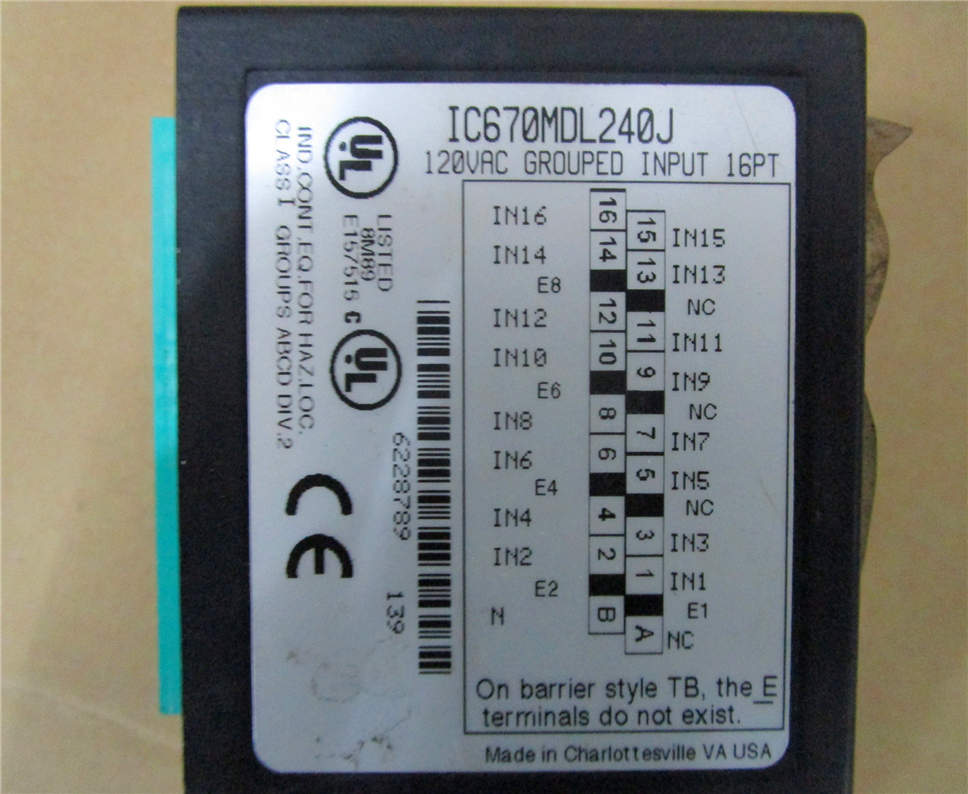 IC670MDL240J
120VAC GROUPED INPUT 16PT
IN16 16
15 IN15
IN14 14
13 IN13
E8
NC
IN12 12
11 IN11
IN10 10
9 IN9
E6
NC
IN8 8
7 IN7
IN6 6
5 IN5
E4
NC
IN4 4
3 IN3
IN2 2
1 IN1
E2
E1
N B
A NC
On barrier style TB, the E
terminals do not exist.
Made in Charlottesville VA USA
UL
LISTED
8M89
E157515
C UL
IND.CONT.EQ.FOR HAZ.LOC.
CLASS I GROUPS ABCD DIV.2
CE
6228789 139